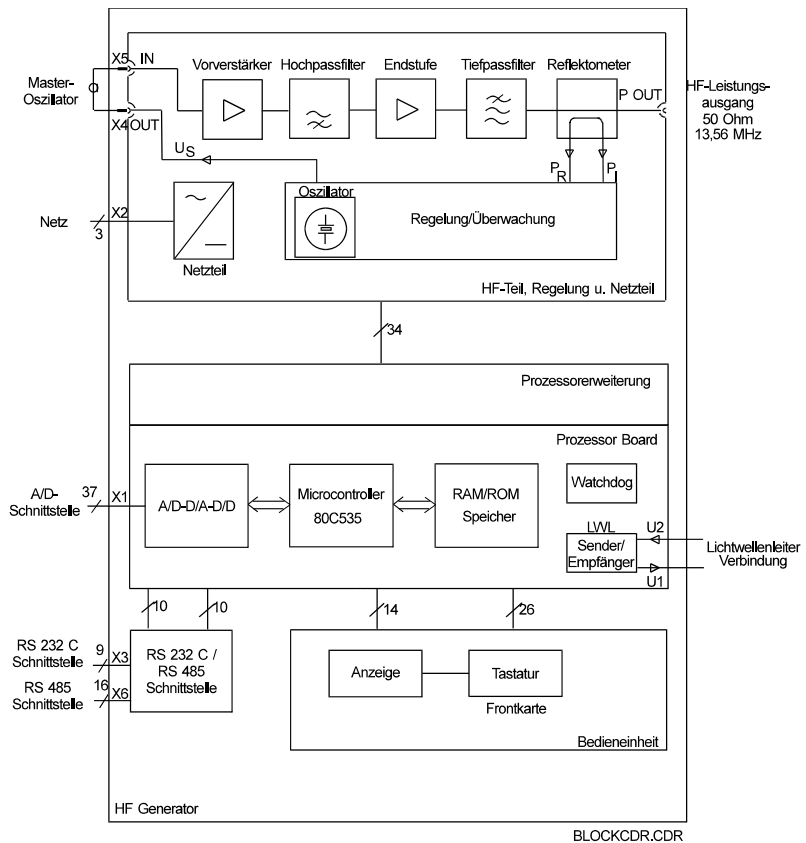 X5 IN
Vorverstärker
Hochpassfilter
Endstufe
Tiefpassfilter
Reflektometer
Master-
Oszillator
P OUT
HF-Leistungs-
ausgang
50 Ohm
13,56 MHz
X4 OUT
U S
P R
P I
Oszillator
Regelung/Überwachung
Netz
3
X2
Netzteil
HF-Teil, Regelung u. Netzteil
34
Prozessorerweiterung
Prozessor Board
A/D-
Schnittstelle
37
X1
A/D-D/A-D/D
Microcontroller
80C535
RAM/ROM
Speicher
Watchdog
LWL
Sender/
Empfänger
U2
U1
Lichtwellenleiter
Verbindung
10
10
14
26
RS 232 C
Schnittstelle
9
X3
RS 485
Schnittstelle
16
X6
RS 232 C /
RS 485
Schnittstelle
Anzeige
Tastatur
Frontkarte
Bedieneinheit
HF Generator
BLOCKCDR.CDR